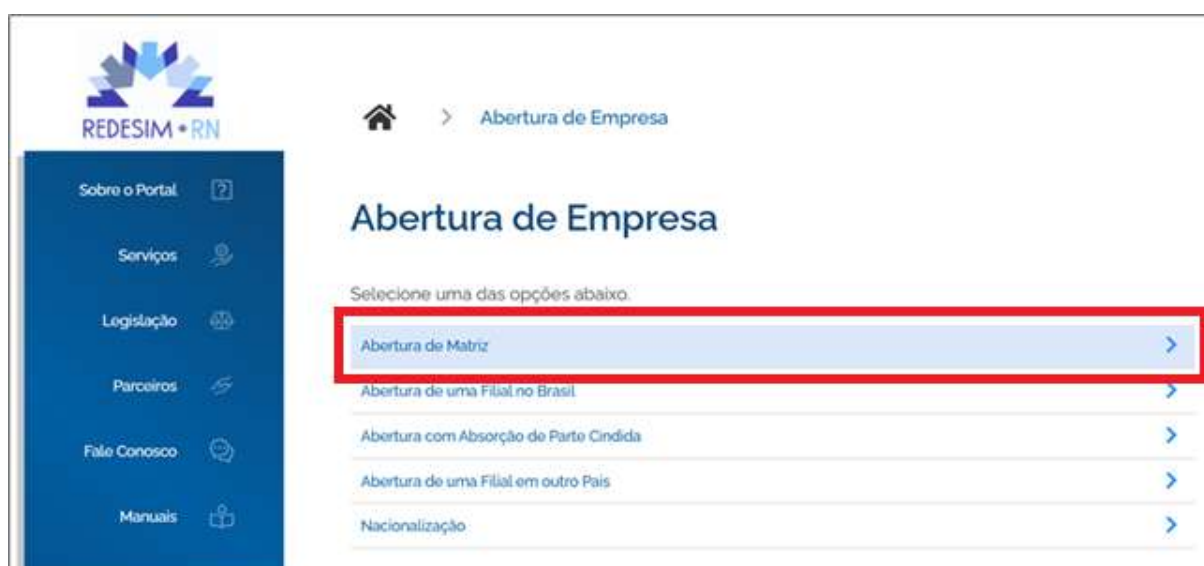 REDESIM • RN
Sobre o Portal
Serviços
Legislação
Parceiros
Fale Conosco
Manuais
> Abertura de Empresa
Abertura de Empresa
Selecione uma das opções abaixo.
Abertura de Matriz
Abertura de uma Filial no Brasil
Abertura com Absorção de Parte Cindida
Abertura de uma Filial em outro País
Nacionalização